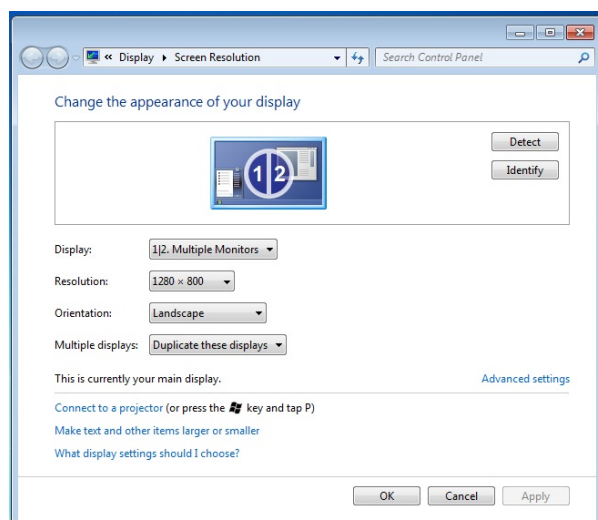 « Display ▸ Screen Resolution Search Control Panel
Change the appearance of your display
Detect
1 2
Identify
Display: 1|2. Multiple Monitors
Resolution: 1280 × 800
Orientation: Landscape
Multiple displays: Duplicate these displays
This is currently your main display. Advanced settings
Connect to a projector (or press the key and tap P)
Make text and other items larger or smaller
What display settings should I choose?
OK Cancel Apply